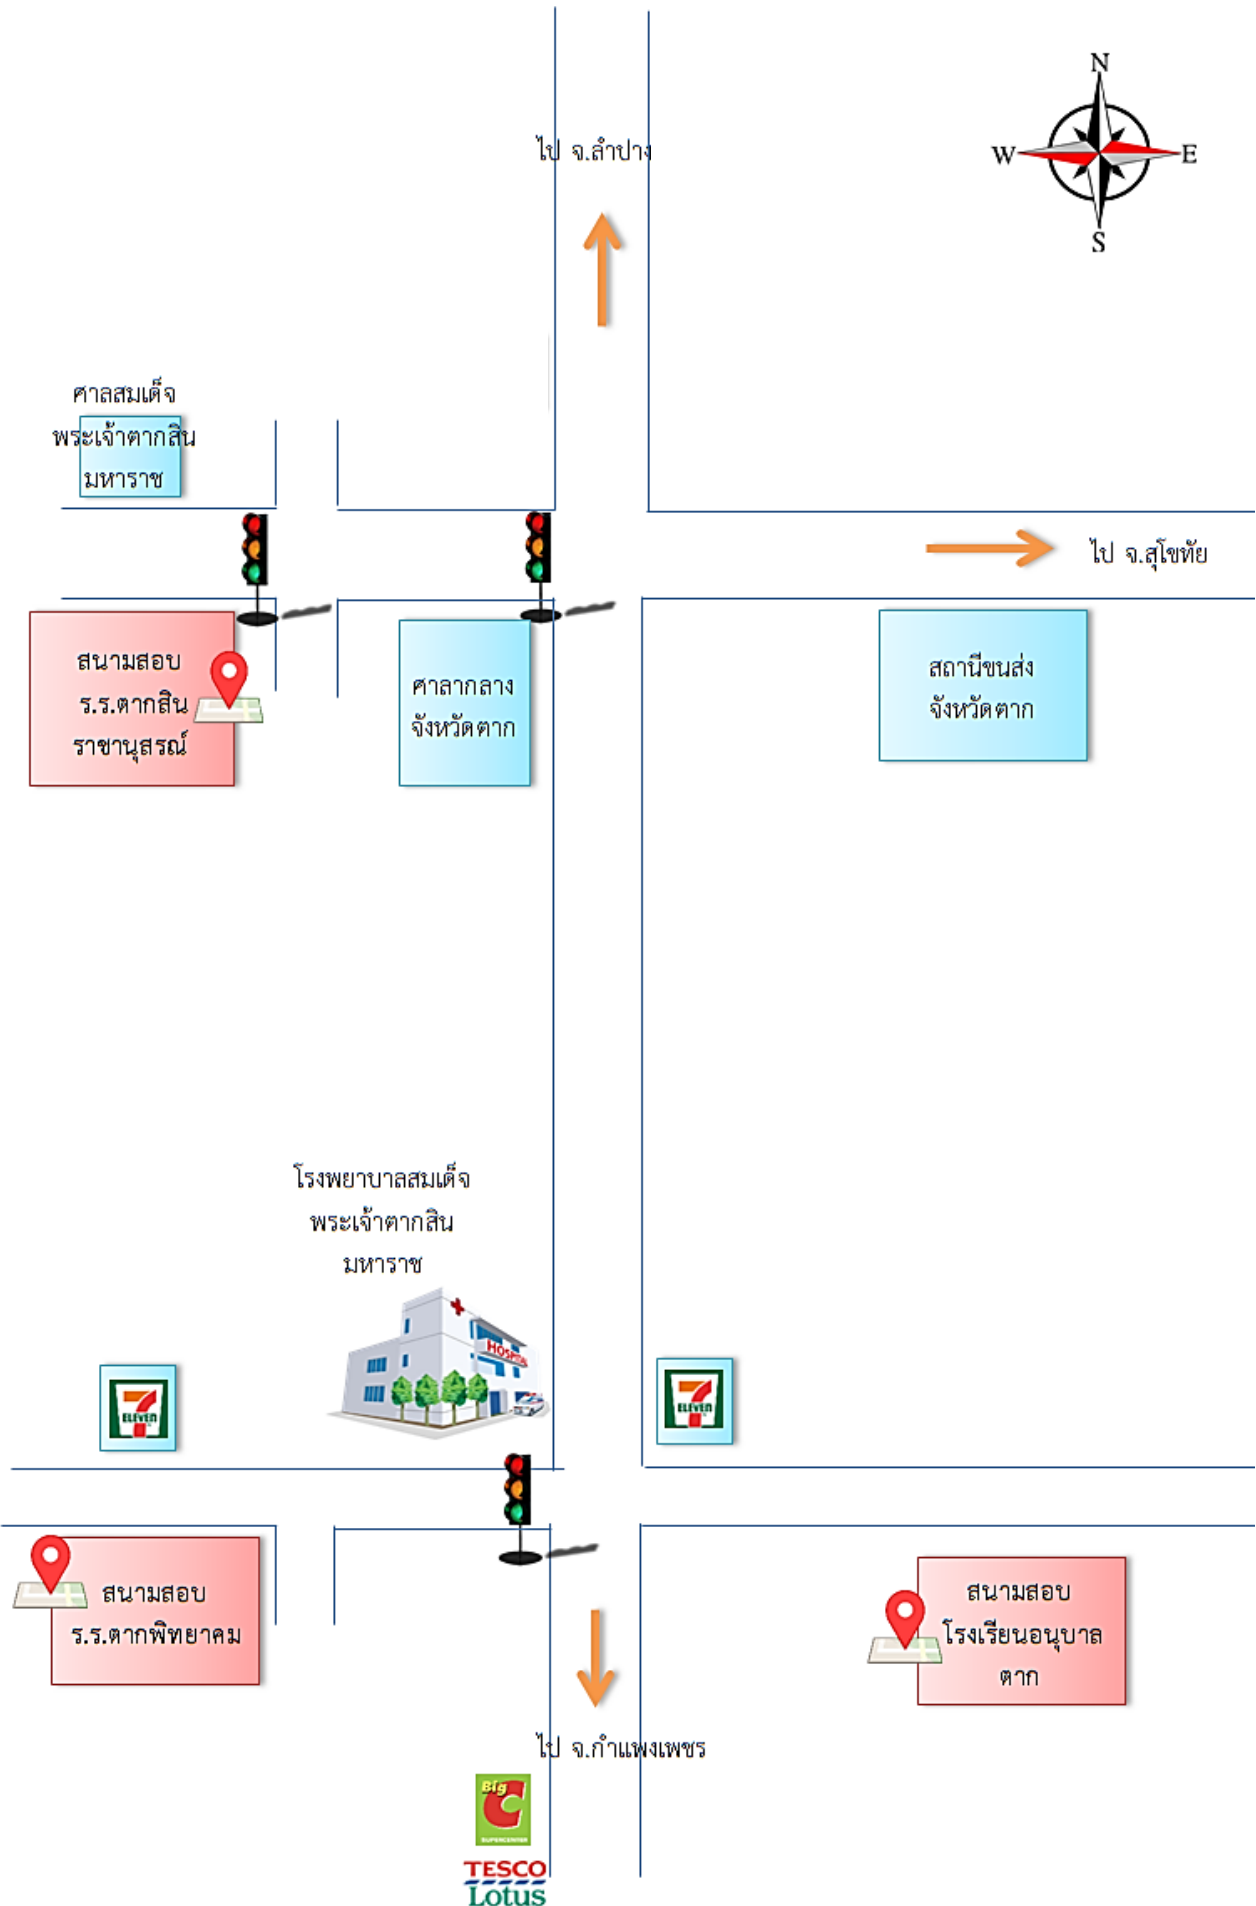 N
ไป จ.ลำปาง
W
E
S
ศาลสมเด็จ
พระเจ้าตากสิน
มหาราช
ไป จ.สุโขทัย
สนามสอบ
ร.ร.ตากสิน
ราชานุสรณ์
ศาลากลาง
จังหวัดตาก
สถานีขนส่ง
จังหวัดตาก
โรงพยาบาลสมเด็จ
พระเจ้าตากสิน
มหาราช
HOSPITAL
7
ELEVEN
7
ELEVEN
สนามสอบ
ร.ร.ตากพิทยาคม
สนามสอบ
โรงเรียนอนุบาล
ตาก
ไป จ.กำแพงเพชร
Big
C
SUPERCENTER
TESCO
Lotus